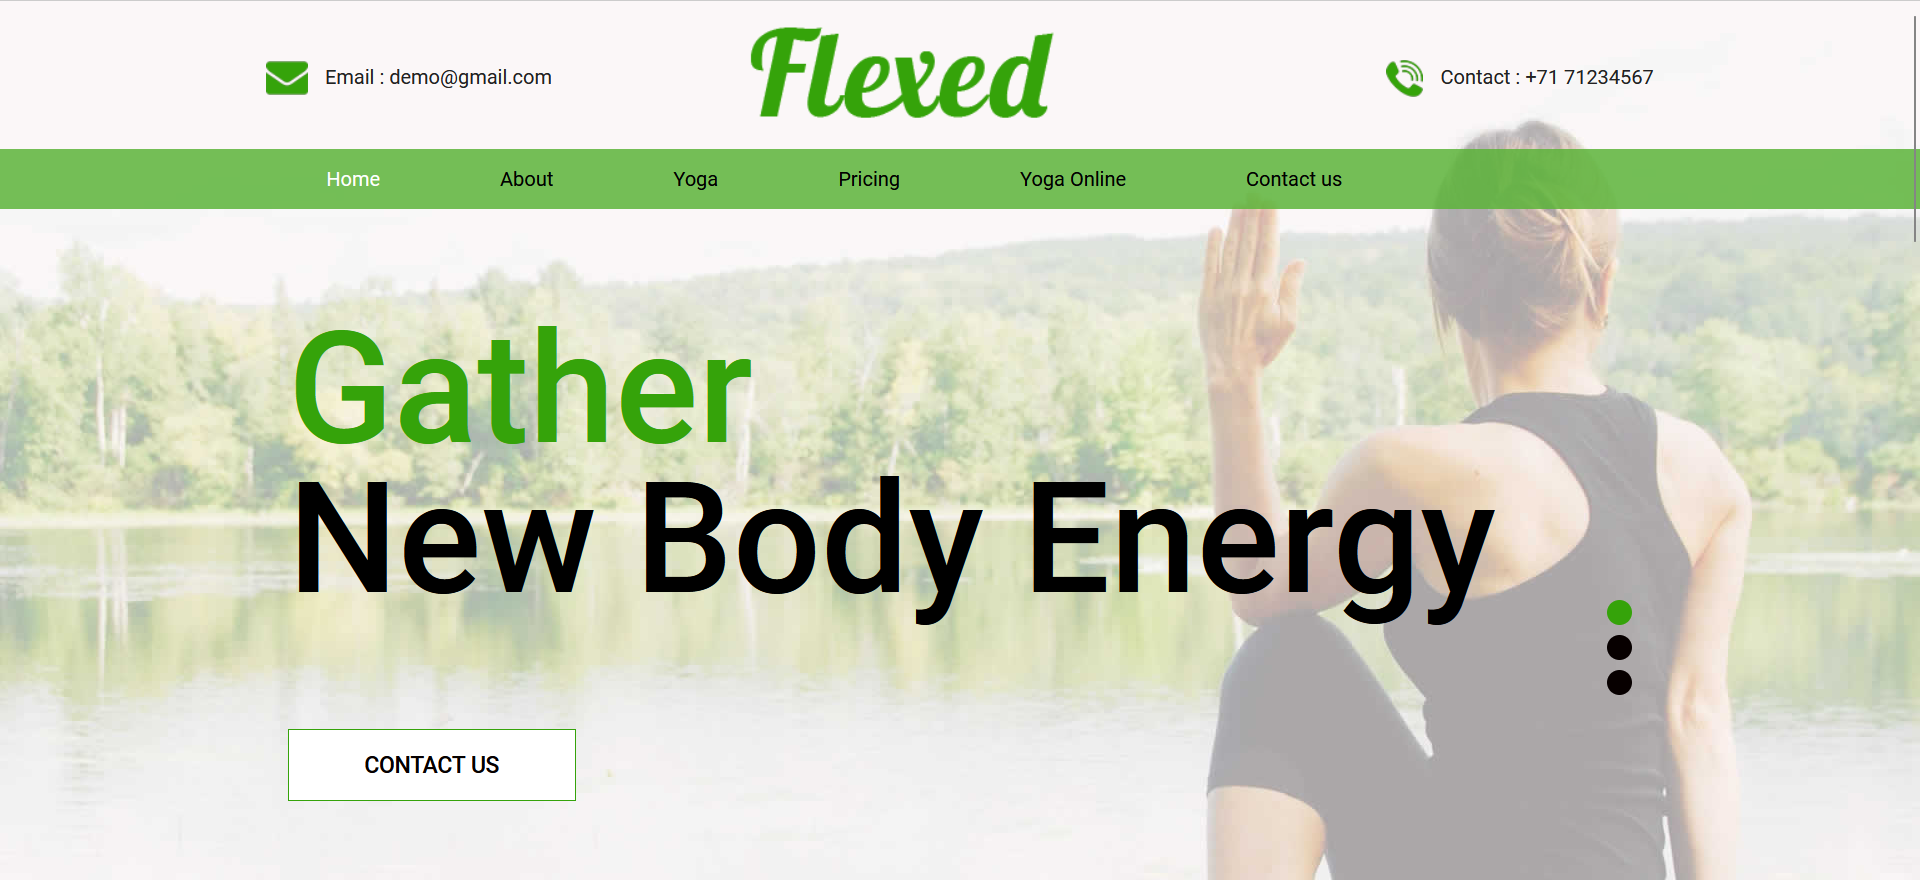 Email : demo@gmail.com
Flexed
Contact : +71 71234567
Home About Yoga Pricing Yoga Online Contact us
Gather
New Body Energy
CONTACT US